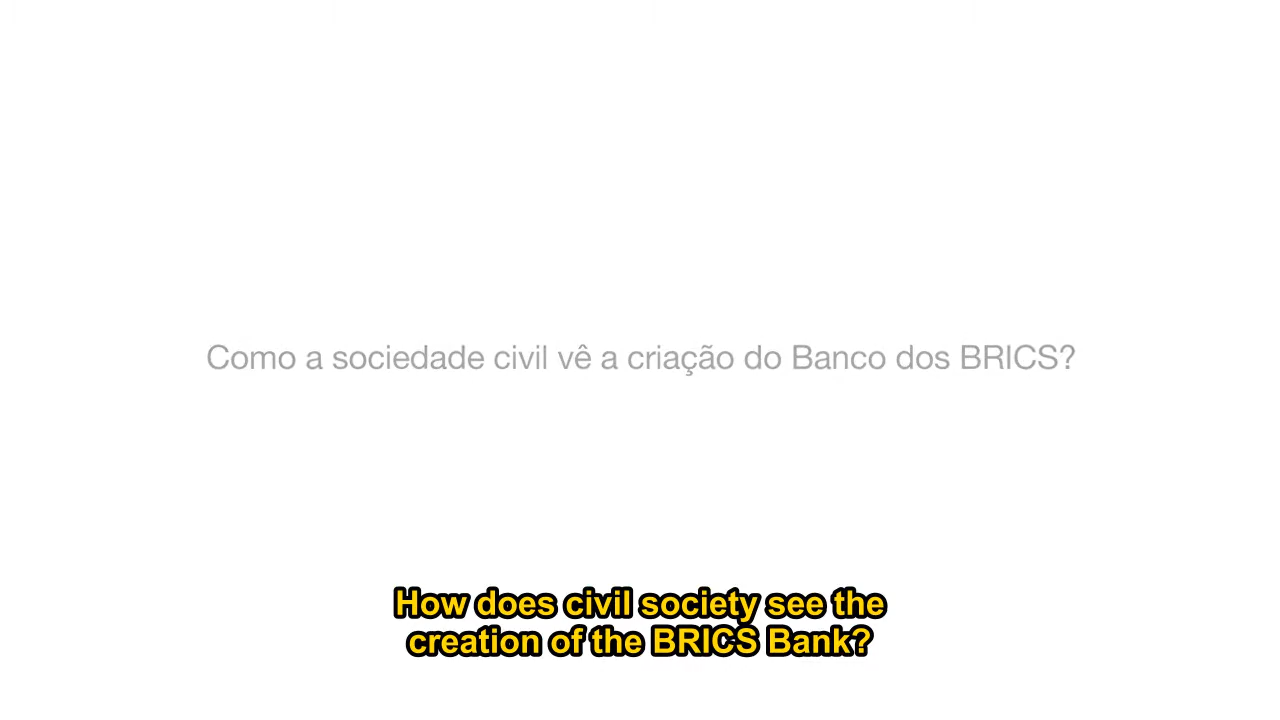 Como a sociedade civil vê a criação do Banco dos BRICS?
How does civil society see the
creation of the BRICS Bank?